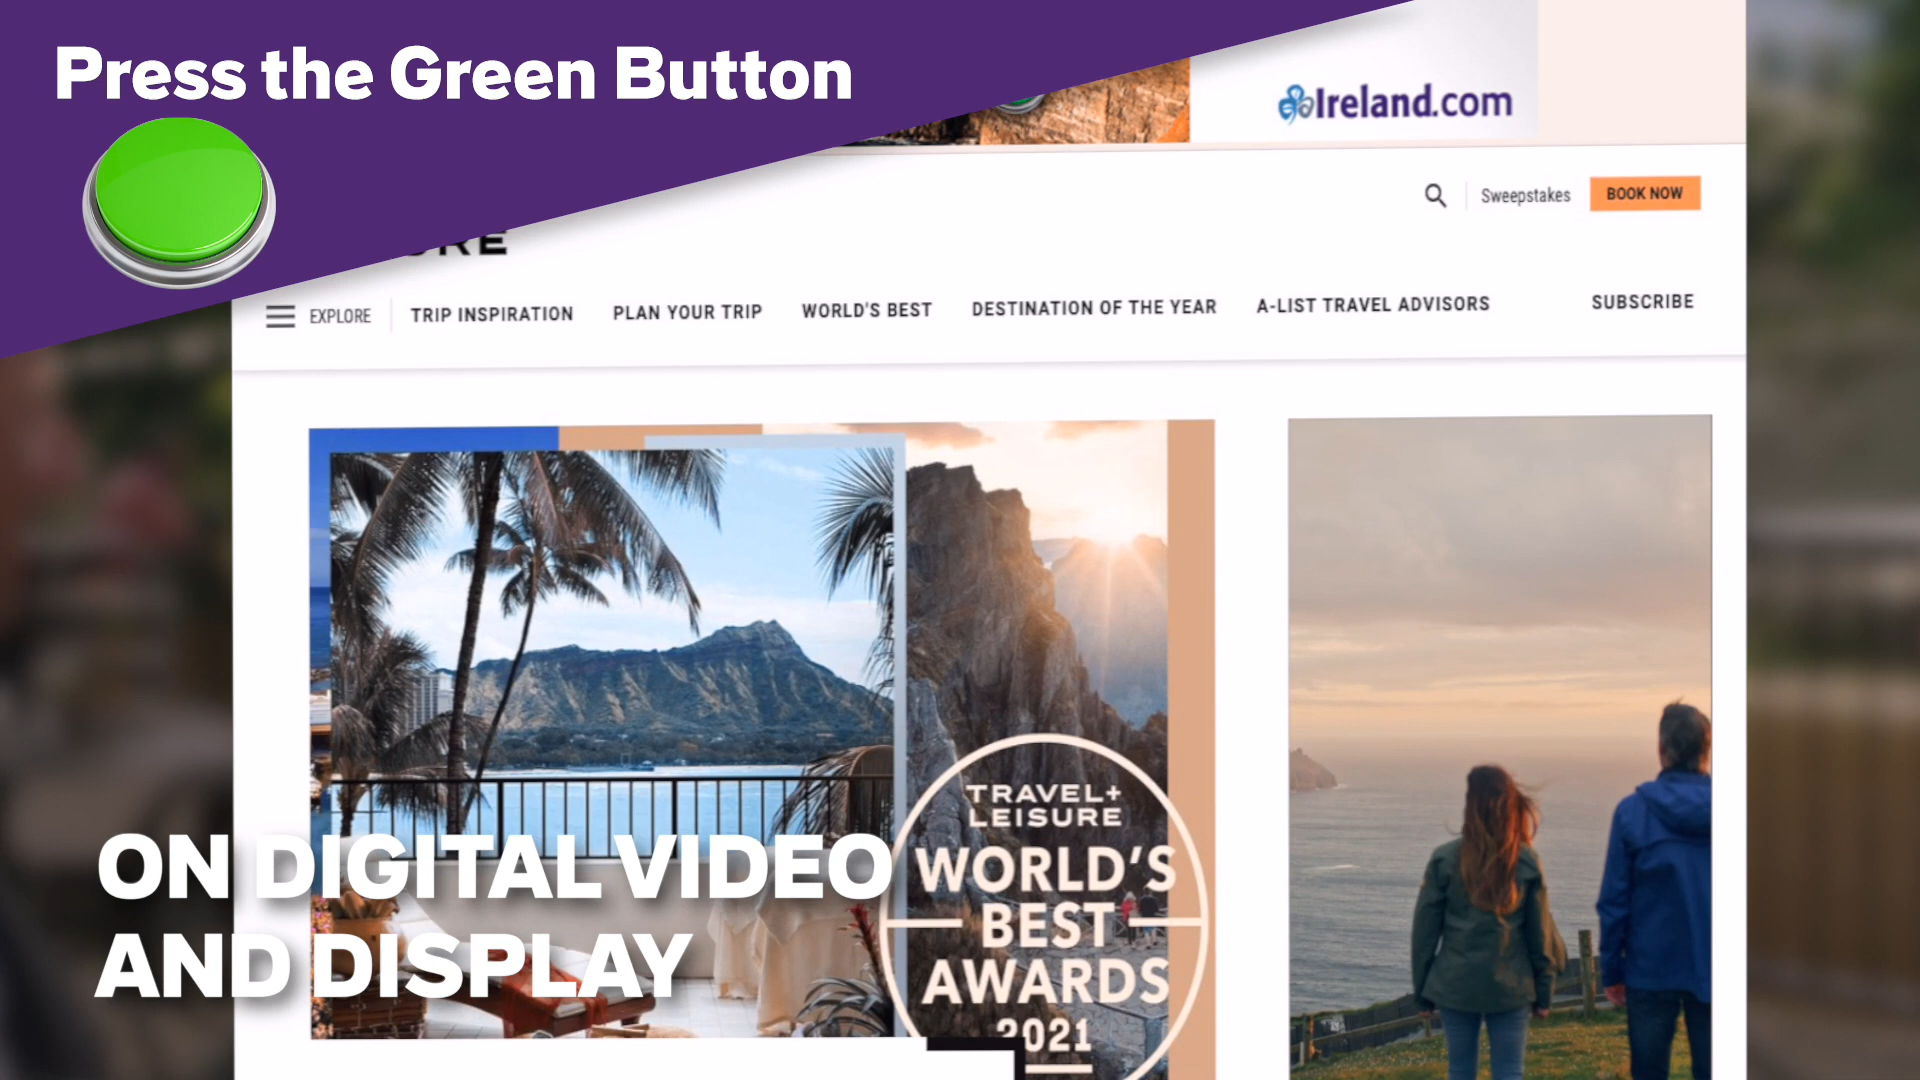 Press the Green Button
Ireland.com
Sweepstakes
BOOK NOW
EXPLORE
TRIP INSPIRATION
PLAN YOUR TRIP
WORLD'S BEST
DESTINATION OF THE YEAR
A-LIST TRAVEL ADVISORS
SUBSCRIBE
TRAVEL+
LEISURE
WORLD'S
BEST
AWARDS
2021
ON DIGITAL VIDEO
AND DISPLAY